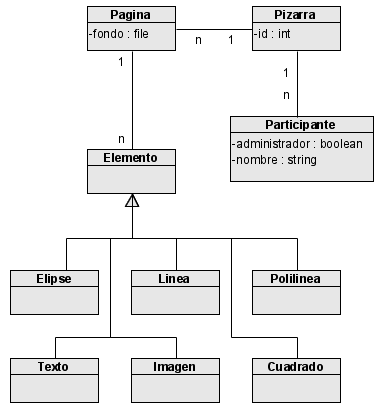 Pagina
-fondo : file
n
1
Pizarra
-id : int
1
n
1
n
Participante
-administrador : boolean
-nombre : string
Elemento
Elipse
Linea
Polilinea
Texto
Imagen
Cuadrado